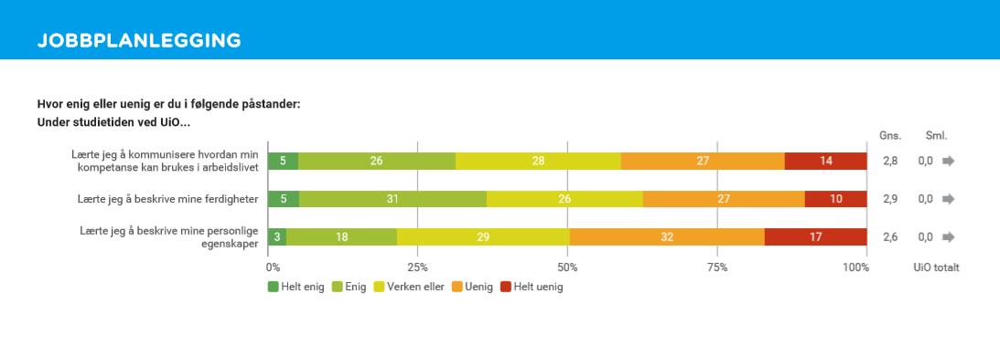 JOBBPLANLEGGING
Hvor enig eller uenig er du i følgende påstander:
Under studietiden ved UiO...
Gns. Sml.
Lærte jeg å kommunisere hvordan min
kompetanse kan brukes i arbeidslivet
5 26 28 27 14 2,8 0,0
Lærte jeg å beskrive mine ferdigheter 5 31 26 27 10 2,9 0,0
Lærte jeg å beskrive mine personlige
egenskaper
3 18 29 32 17 2,6 0,0
0% 25% 50% 75% 100% UiO totalt
Helt enig Enig Verken eller Uenig Helt uenig